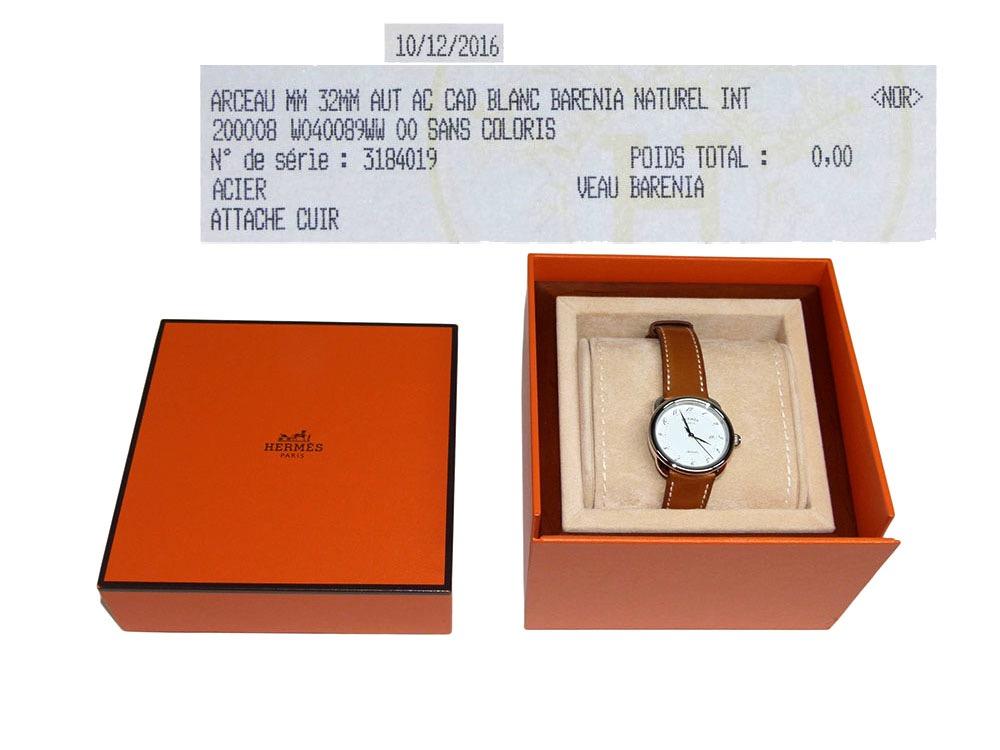 10/12/2016
ARCEAU MM 32MM AUT AC CAD BLANC BARENIA NATUREL INT <NOR>
200008 W040089WW 00 SANS COLORIS
N° de série : 3184019 POIDS TOTAL : 0,00
ACIER VEAU BARENIA
ATTACHE CUIR
HERMÈS
PARIS